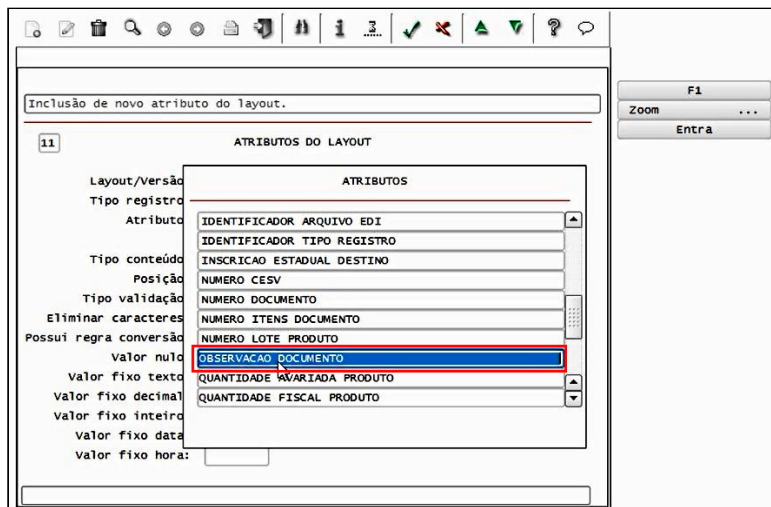 F1
Zoom ...
Entra
Inclusão de novo atributo do layout.
11 ATRIBUTOS DO LAYOUT
Layout/Versão
Tipo registro
Atributo
Tipo conteúdo
Posição
Tipo validação
Eliminar caracteres
Possui regra conversão
Valor nulo
Valor fixo texto
Valor fixo decimal
Valor fixo inteiro
Valor fixo data
Valor fixo hora:
ATRIBUTOS
IDENTIFICADOR ARQUIVO EDI
IDENTIFICADOR TIPO REGISTRO
INSCRICAO ESTADUAL DESTINO
NUMERO CESV
NUMERO DOCUMENTO
NUMERO ITENS DOCUMENTO
NUMERO LOTE PRODUTO
OBSERVACAO DOCUMENTO
QUANTIDADE AVARIADA PRODUTO
QUANTIDADE FISCAL PRODUTO